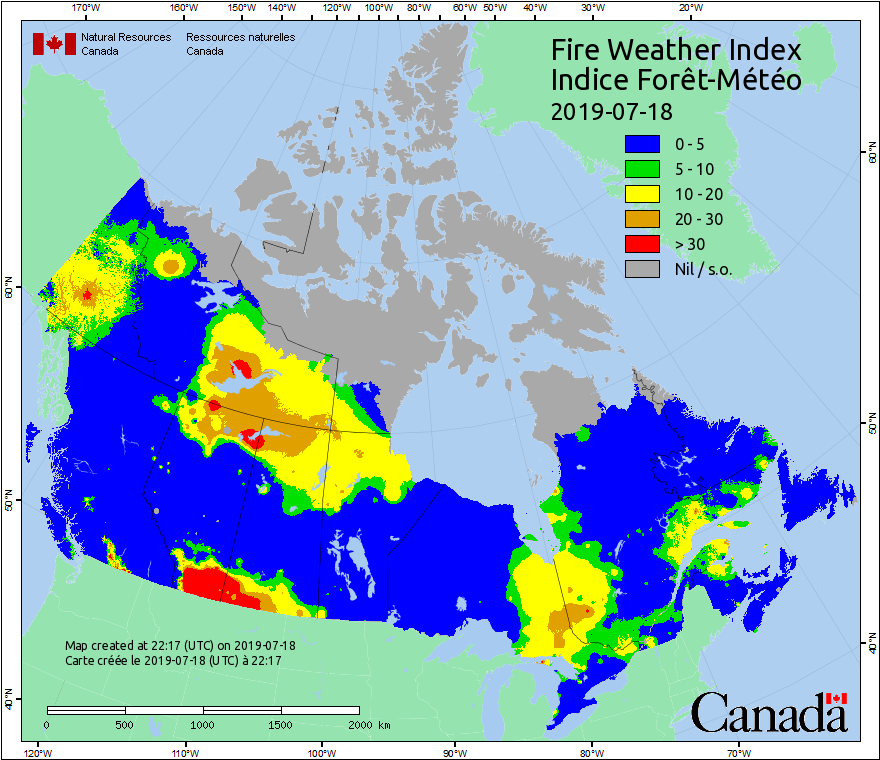 170°W 160°W 150°W 140°W 120°W 100°W 80°W 60°W 50°W 40°W 30°W 20°W
Natural Resources Canada
Ressources naturelles Canada
Fire Weather Index
Indice Forêt-Météo
2019-07-18
0 - 5
5 - 10
10 - 20
20 - 30
> 30
Nil / s.o.
60°N
60°N
50°N
50°N
40°N
40°N
Map created at 22:17 (UTC) on 2019-07-18
Carte créée le 2019-07-18 (UTC) à 22:17
0 500 1000 1500 2000 km
Canada
120°W 110°W 100°W 90°W 80°W 70°W